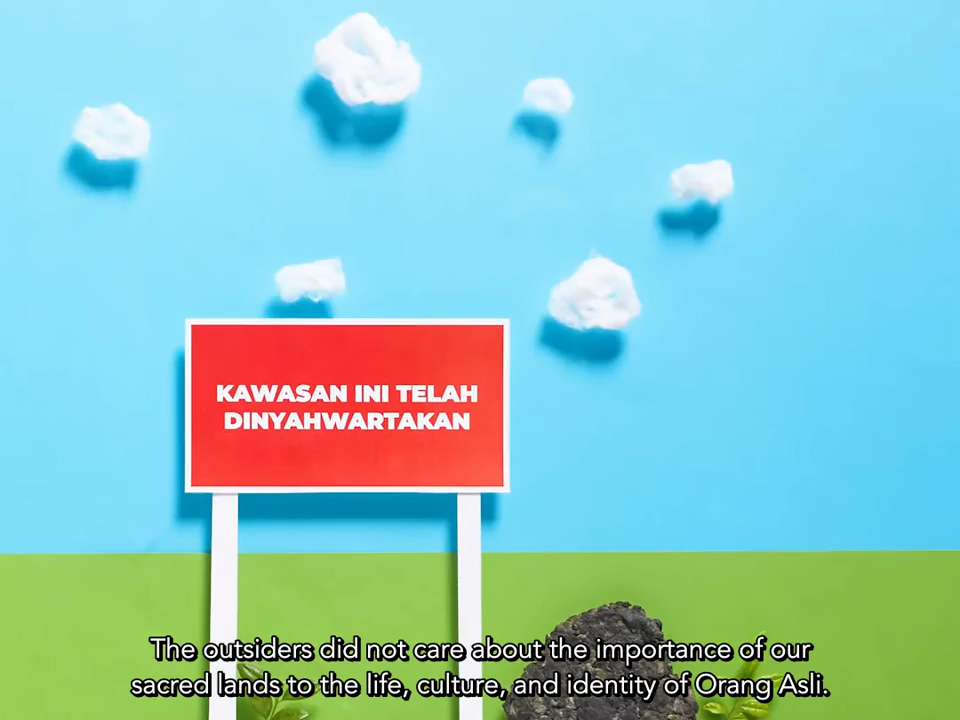 KAWASAN INI TELAH
DINYAHWARTAKAN
The outsiders did not care about the importance of our
sacred lands to the life, culture, and identity of Orang Asli.